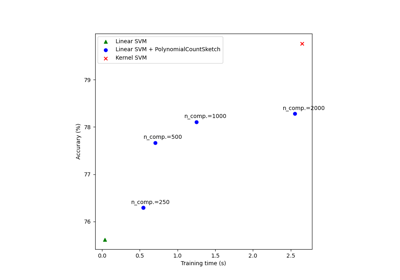 Linear SVM
Linear SVM + PolynomialCountSketch
Kernel SVM
79
78
77
76
Accuracy (%)
n_comp.=2000
n_comp.=1000
n_comp.=500
n_comp.=250
0.0 0.5 1.0 1.5 2.0 2.5
Training time (s)